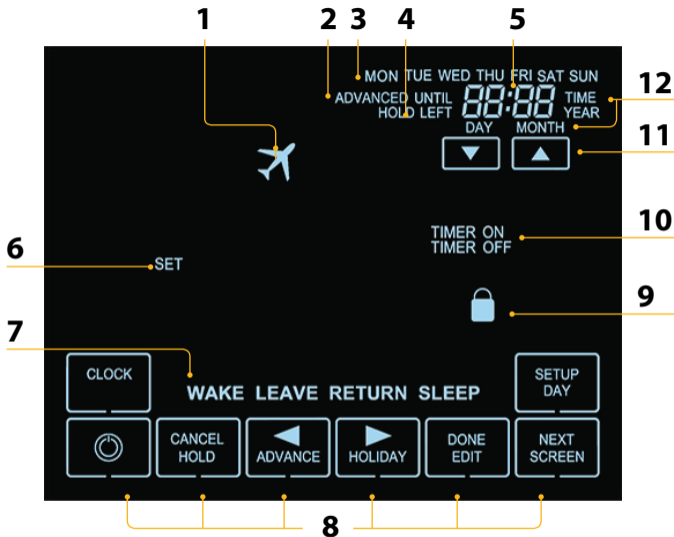 1
2
3
4
5
MON TUE WED THU FRI SAT SUN
12
ADVANCED UNTIL
88:88
TIME
HOLD LEFT
YEAR
DAY
MONTH
11
10
TIMER ON
TIMER OFF
6
SET
9
7
CLOCK
SETUP
DAY
WAKE LEAVE RETURN SLEEP
CANCEL
HOLD
ADVANCE
HOLIDAY
DONE
EDIT
NEXT
SCREEN
8